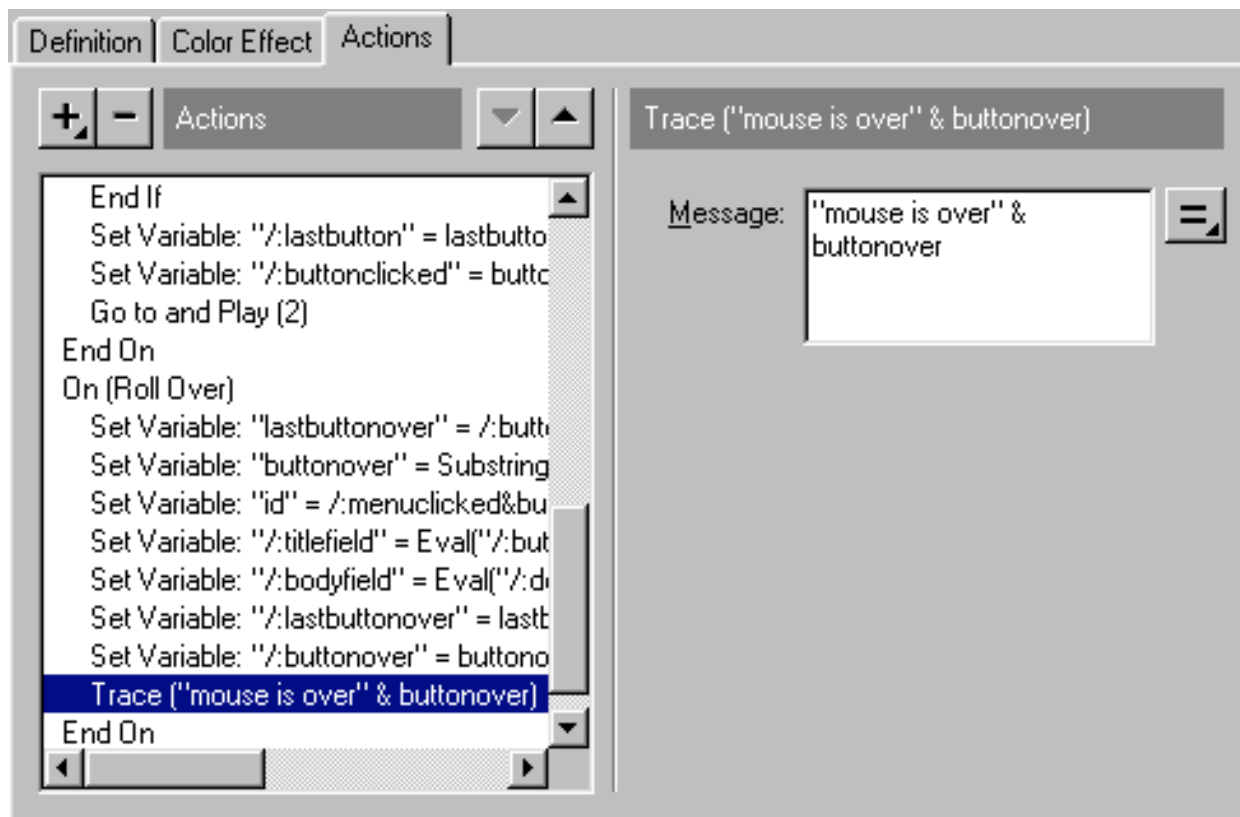 Definition
Color Effect
Actions
Actions
End If
Set Variable: "/:lastbutton" = lastbutto
Set Variable: "/:buttonclicked" = buttc
Go to and Play (2)
End On
On (Roll Over)
Set Variable: "lastbuttonover" = /:butt
Set Variable: "buttonover" = Substring
Set Variable: "id" = /:menuclicked&bu
Set Variable: "/:titlefield" = Eval("/:but
Set Variable: "/:bodyfield" = Eval("/:d
Set Variable: "/:lastbuttonover" = lastb
Set Variable: "/:buttonover" = buttono
Trace ("mouse is over" & buttonover)
End On
Trace ("mouse is over" & buttonover)
Message:
"mouse is over" &
buttonover